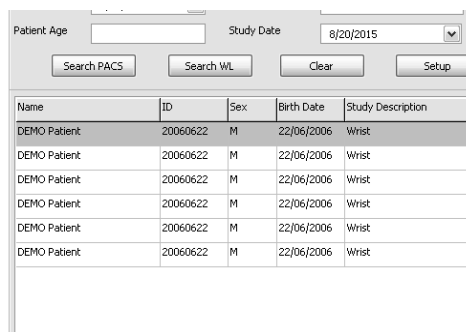 Patient Age Study Date 8/20/2015
Search PACS Search WL Clear Setup
Name ID Sex Birth Date Study Description
DEMO Patient 20060622 M 22/06/2006 Wrist
DEMO Patient 20060622 M 22/06/2006 Wrist
DEMO Patient 20060622 M 22/06/2006 Wrist
DEMO Patient 20060622 M 22/06/2006 Wrist
DEMO Patient 20060622 M 22/06/2006 Wrist
DEMO Patient 20060622 M 22/06/2006 Wrist